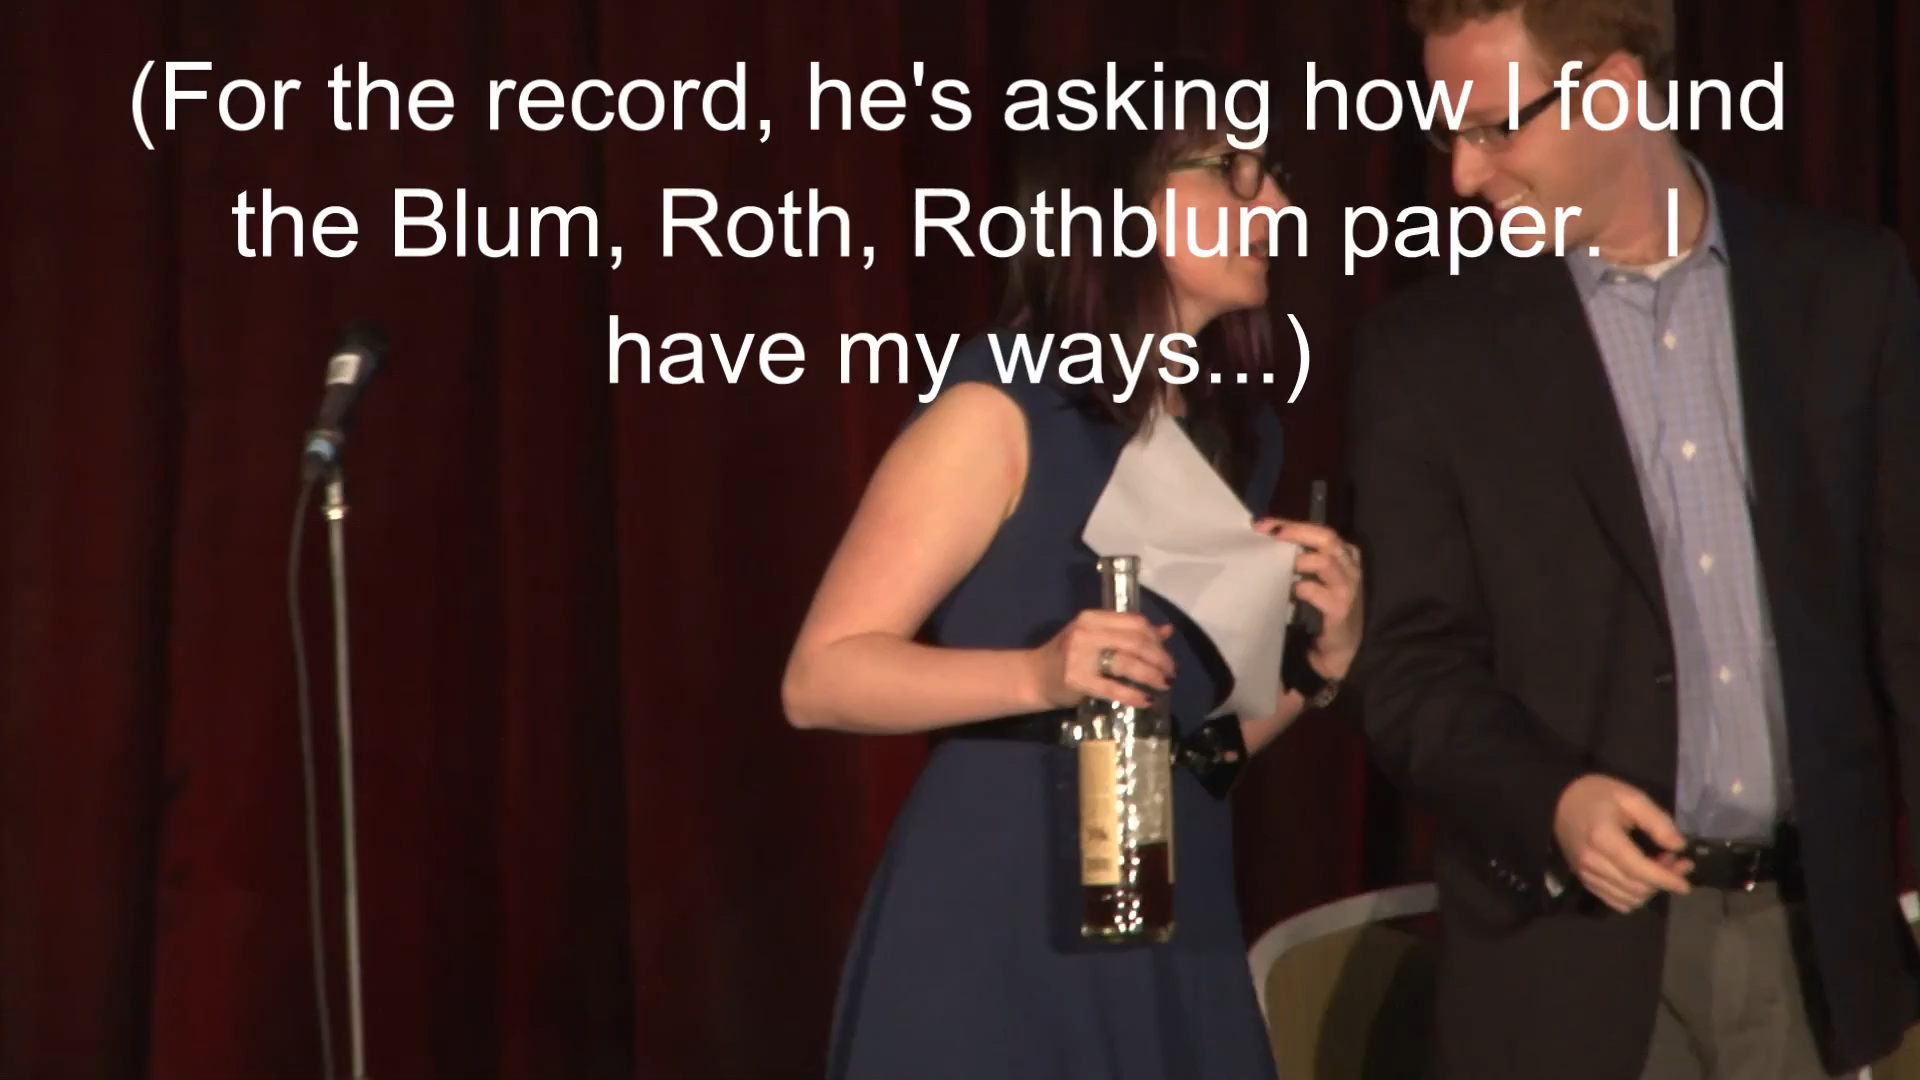 (For the record, he's asking how I found
the Blum, Roth, Rothblum paper.  I
have my ways...)